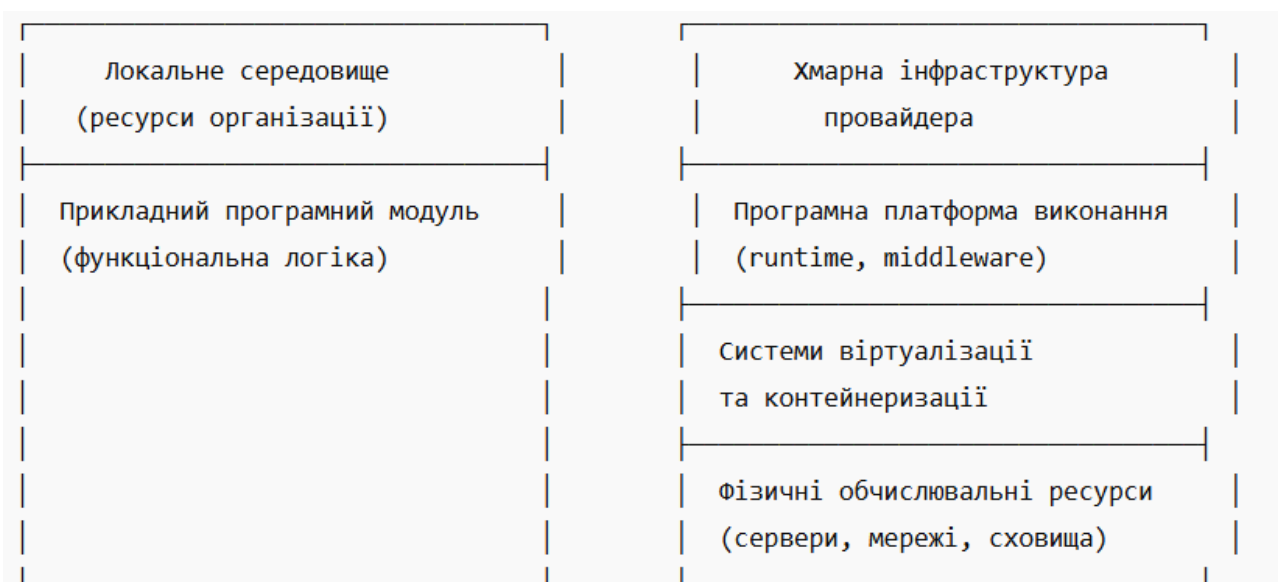 Локальне середовище
(ресурси організації)
Прикладний програмний модуль
(функціональна логіка)
Хмарна інфраструктура
провайдера
Програмна платформа виконання
(runtime, middleware)
Системи віртуалізації
та контейнеризації
Фізичні обчислювальні ресурси
(сервери, мережі, сховища)